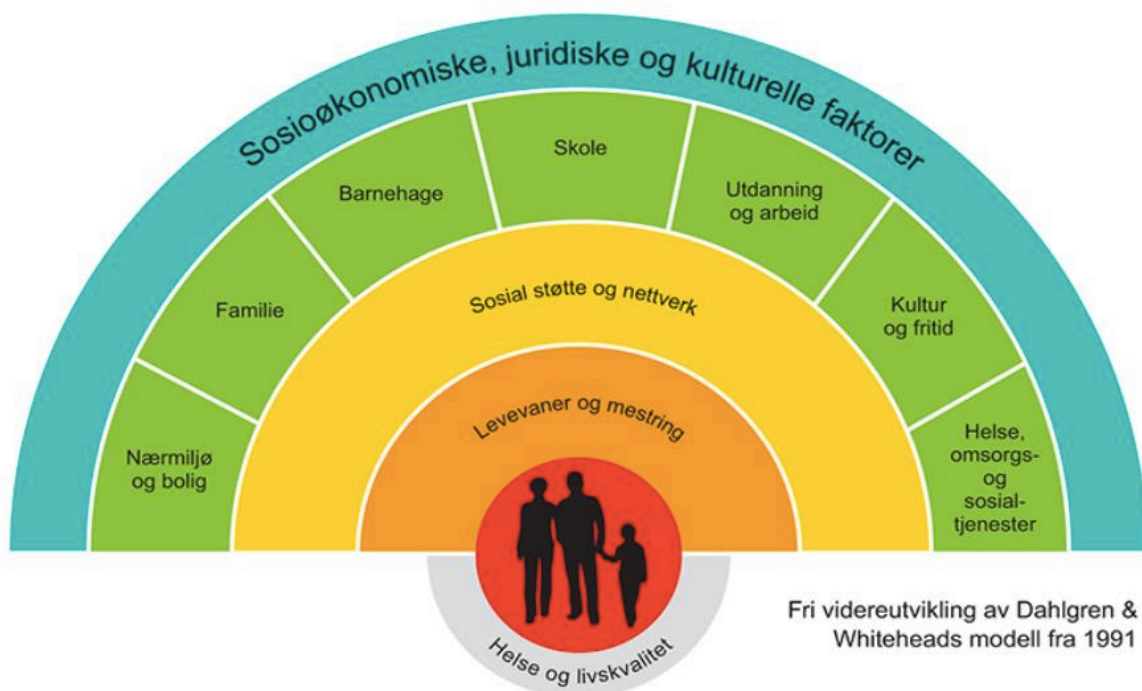 Sosioøkonomiske, juridiske og kulturelle faktorer
Nærmiljø
og bolig
Familie
Barnehage
Skole
Utdanning
og arbeid
Kultur
og fritid
Helse,
omsorgs-
og
sosial-
tjenester
Sosial støtte og nettverk
Levevaner og mestring
Helse og livskvalitet
Fri videreutvikling av Dahlgren &
Whiteheads modell fra 1991